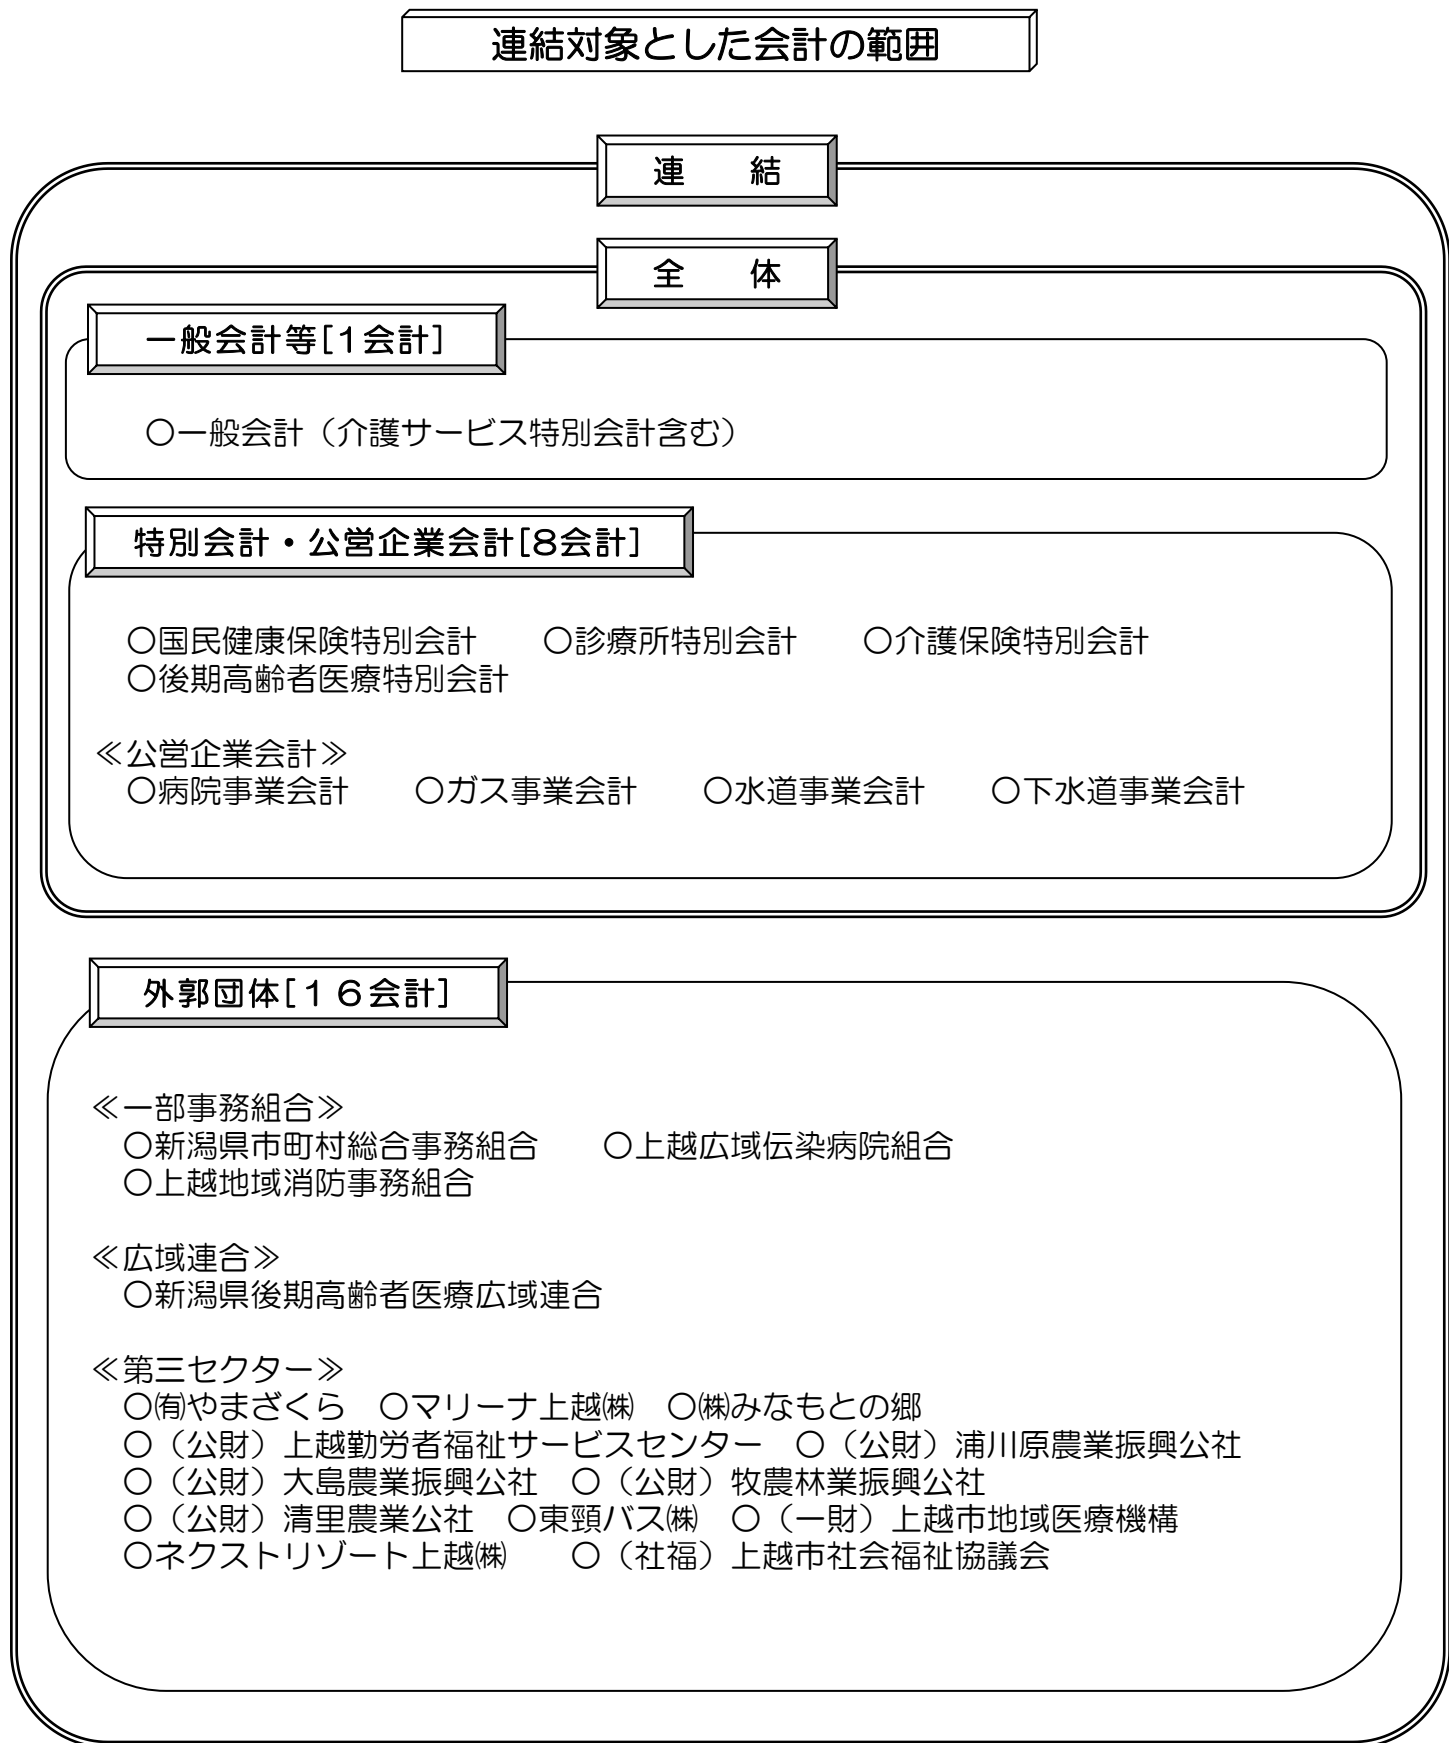 連結対象とした会計の範囲
連　　結
全　　体
一般会計等[1会計]
○一般会計（介護サービス特別会計含む）
特別会計・公営企業会計[8会計]
○国民健康保険特別会計　　○診療所特別会計　　○介護保険特別会計
○後期高齢者医療特別会計
≪公営企業会計≫
○病院事業会計　　○ガス事業会計　　○水道事業会計　　○下水道事業会計
外郭団体[１６会計]
≪一部事務組合≫
○新潟県市町村総合事務組合　　○上越広域伝染病院組合
○上越地域消防事務組合
≪広域連合≫
○新潟県後期高齢者医療広域連合
≪第三セクター≫
○㈲やまざくら　○マリーナ上越㈱　○㈱みなもとの郷
○（公財）上越勤労者福祉サービスセンター　○（公財）浦川原農業振興公社
○（公財）大島農業振興公社　○（公財）牧農林業振興公社
○（公財）清里農業公社　○東頸バス㈱　○（一財）上越市地域医療機構
○ネクストリゾート上越㈱　　○（社福）上越市社会福祉協議会